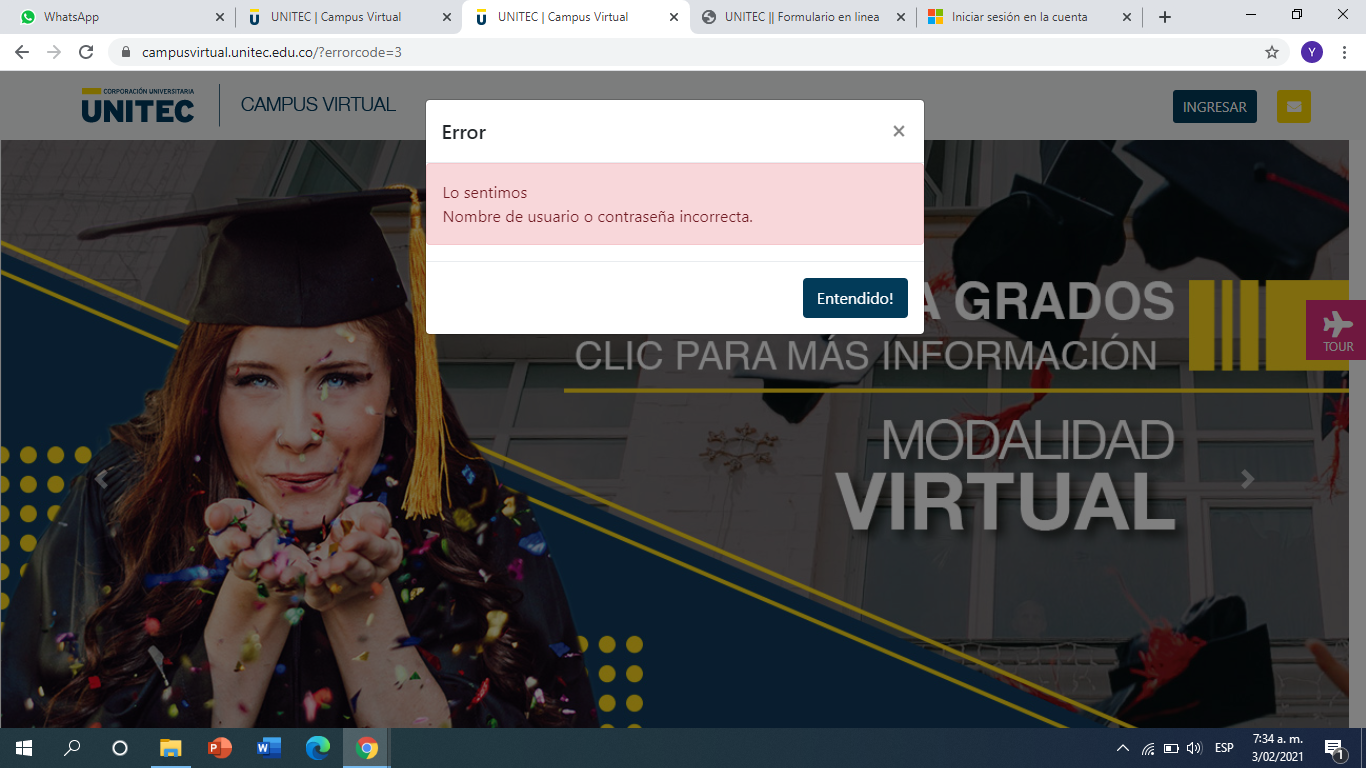 WhatsApp
UNITEC | Campus Virtual
UNITEC | Campus Virtual
UNITEC || Formulario en linea
Iniciar sesión en la cuenta
campusvirtual.unitec.edu.co/?errorcode=3
Y
CORPORACIÓN UNIVERSITARIA
UNITEC
CAMPUS VIRTUAL
INGRESAR
Error
Lo sentimos
Nombre de usuario o contraseña incorrecta.
Entendido!
A GRADOS
CLIC PARA MÁS INFORMACIÓN
TOUR
MODALIDAD
VIRTUAL
ESP
7:34 a. m.
3/02/2021
1